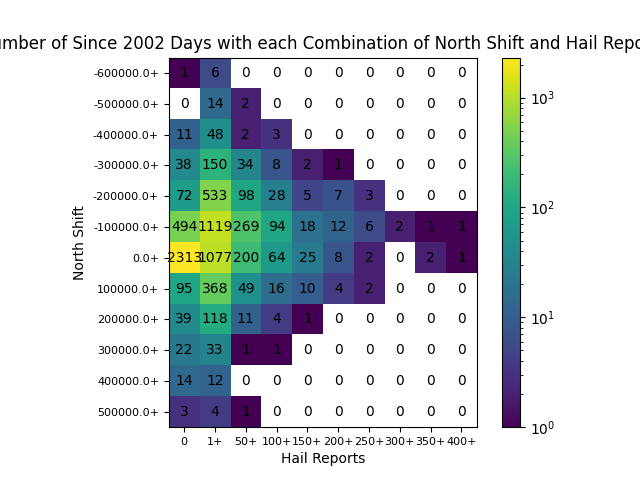 umber of Since 2002 Days with each Combination of North Shift and Hail Repo
-600000.0+ 1 6 0 0 0 0 0 0 0 0
-500000.0+ 0 14 2 0 0 0 0 0 0 0
-400000.0+ 11 48 2 3 0 0 0 0 0 0
-300000.0+ 38 150 34 8 2 1 0 0 0 0
-200000.0+ 72 533 98 28 5 7 3 0 0 0
-100000.0+ 494 1119 269 94 18 12 6 2 1 1
0.0+ 2313 1077 200 64 25 8 2 0 2 1
100000.0+ 95 368 49 16 10 4 2 0 0 0
200000.0+ 39 118 11 4 1 0 0 0 0 0
300000.0+ 22 33 1 1 0 0 0 0 0 0
400000.0+ 14 12 0 0 0 0 0 0 0 0
500000.0+ 3 4 1 0 0 0 0 0 0 0
0 1+ 50+ 100+ 150+ 200+ 250+ 300+ 350+ 400+
Hail Reports
North Shift
10³
10²
10¹
10⁰